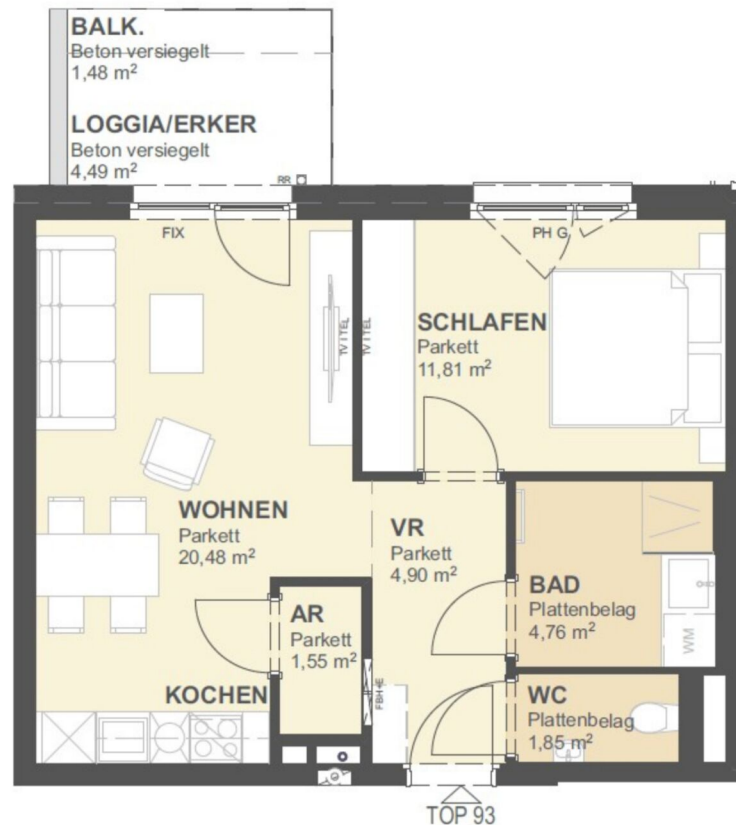 BALK.
Beton versiegelt
1,48 m²
LOGGIA/ERKER
Beton versiegelt
4,49 m²
RR
FIX
PH G
TV I TEL
TV I TEL
SCHLAFEN
Parkett
11,81 m²
WOHNEN
Parkett
20,48 m²
VR
Parkett
4,90 m²
BAD
Plattenbelag
4,76 m²
WM
AR
Parkett
1,55 m²
KOCHEN
WC
Plattenbelag
1,85 m²
TOP 93